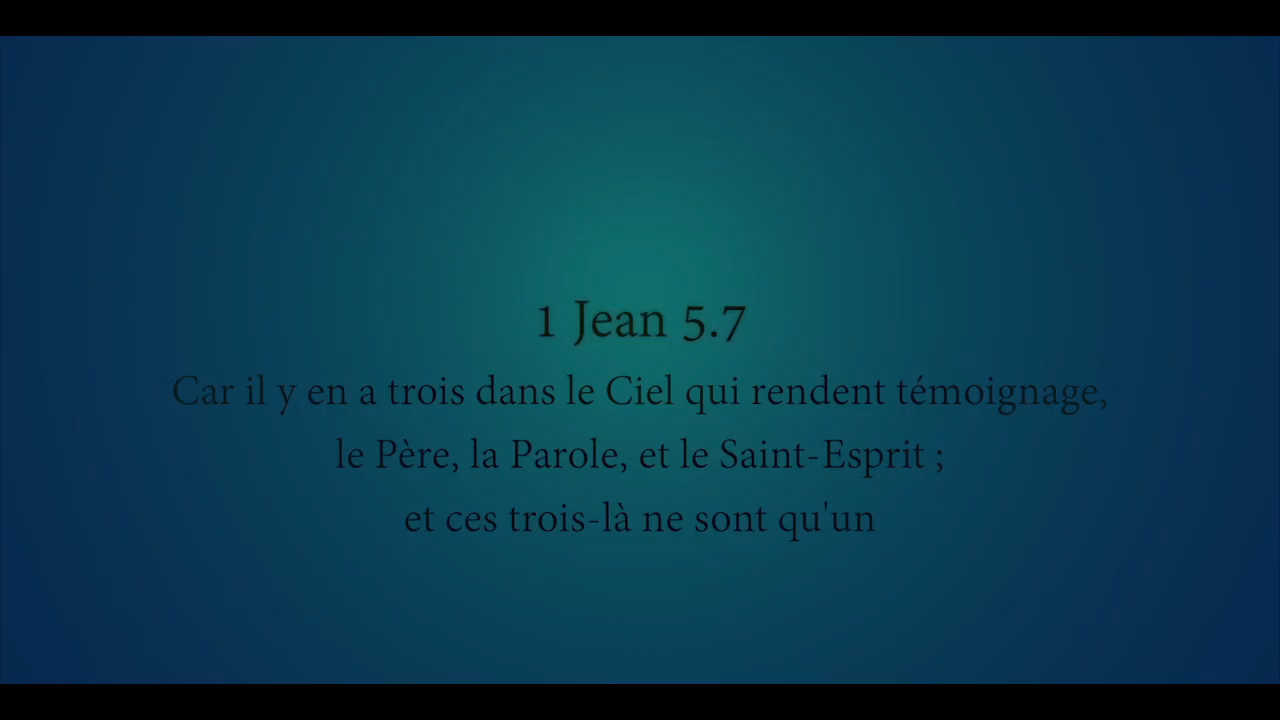 1 Jean 5.7
Car il y en a trois dans le Ciel qui rendent témoignage,
le Père, la Parole, et le Saint-Esprit ;
et ces trois-là ne sont qu'un